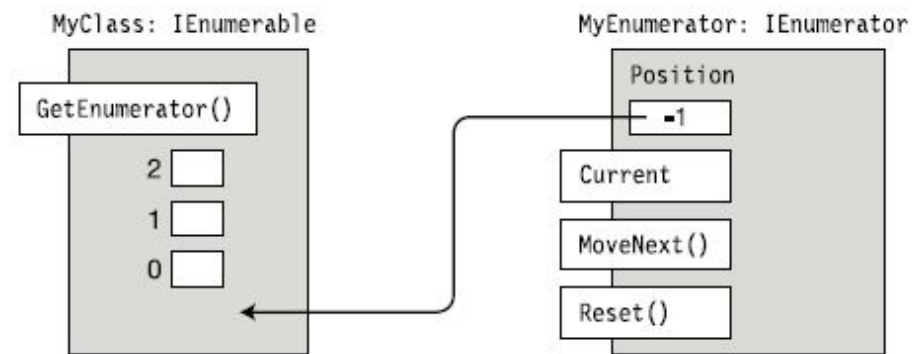 MyClass: IEnumerable
GetEnumerator()
2
1
0
MyEnumerator: IEnumerator
Position
-1
Current
MoveNext()
Reset()